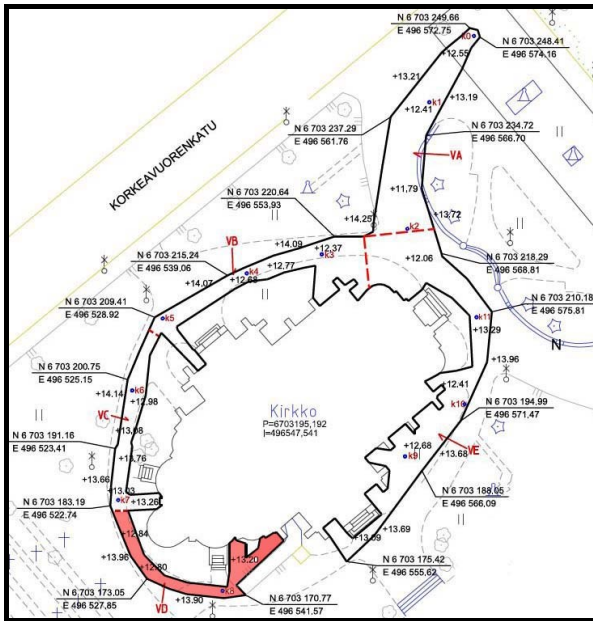 N 6 703 249.66
E 496 572.75
k0
N 6 703 248.41
E 496 574.16
+12.55
+13.21
k1
+13.19
+12.41
N 6 703 237.29
E 496 561.76
N 6 703 234.72
E 496 566.70
VA
KORKEAVUORENKATU
+11.79
N 6 703 220.64
E 496 553,93
+14.25
+13.72
k2
VB
+14.09
+12.37
k3
+12.06
N 6 703 218.29
E 496 568,81
N 6 703 215,24
E 496 539,06
k4
+12.77
+12.68
+14.07
N 6 703 210.18
E 496 575.81
N 6 703 209.41
E 496 528,92
k5
k11
+13.29
N
+13.96
N 6 703 200.75
E 496 525.15
k6
+14.14
+12.98
VC
+12.41
k10
N 6 703 194,99
E 496 571,47
Kirkko
P=6703195,192
I=496547,541
N 6 703 191.16
E 496 523,41
+13.08
+13.76
+12.68
k9
VE
+13.68
+13.66
+13.03
k7
+13.26
N 6 703 188.05
E 496 566,09
N 6 703 183.19
E 496 522,74
+12.84
+13.69
+13.09
+13.96
+12.80
+13.20
N 6 703 175.42
E 496 555.62
N 6 703 173.05
E 496 527,85
VD
+13.90
k8
N 6 703 170.77
E 496 541.57